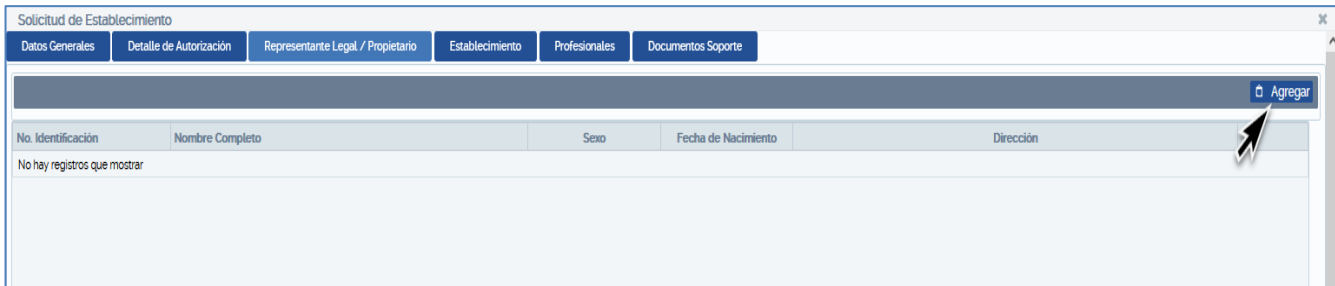 Solicitud de Establecimiento
Datos Generales Detalle de Autorización Representante Legal / Propietario Establecimiento Profesionales Documentos Soporte
Agregar
No. Identificación Nombre Completo Sexo Fecha de Nacimiento Dirección
No hay registros que mostrar